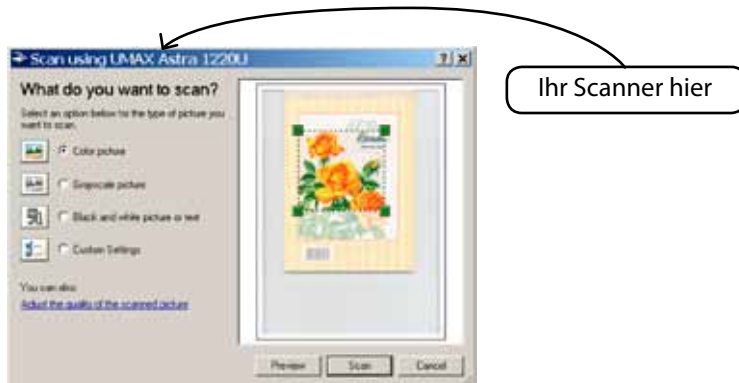 Scan using UMAX Astra 1220U
Ihr Scanner hier
What do you want to scan?
Select an option below for the type of picture you
want to scan.
Color picture
Grayscale picture
Black and white picture or text
Custom Settings
You can also:
Adjust the quality of the scanned picture
Preview
Scan
Cancel